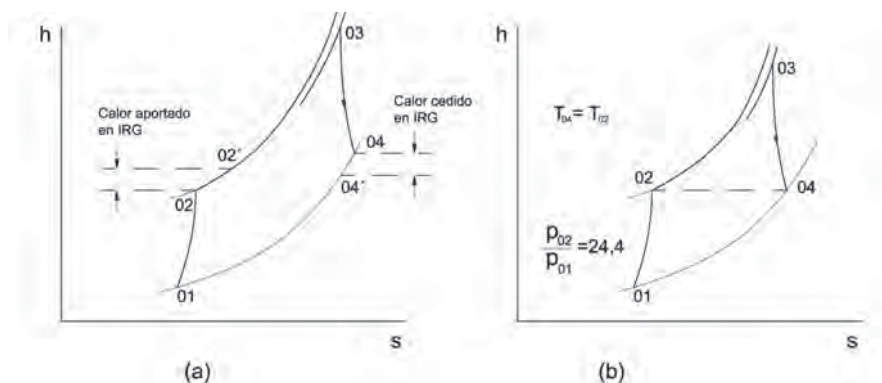 h
03
Calor aportado
en IRG
Calor cedido
en IRG
02'
04
04'
02
01
s
(a)
h
03
T04 = T02
02
04
p02
p01
=24,4
01
s
(b)